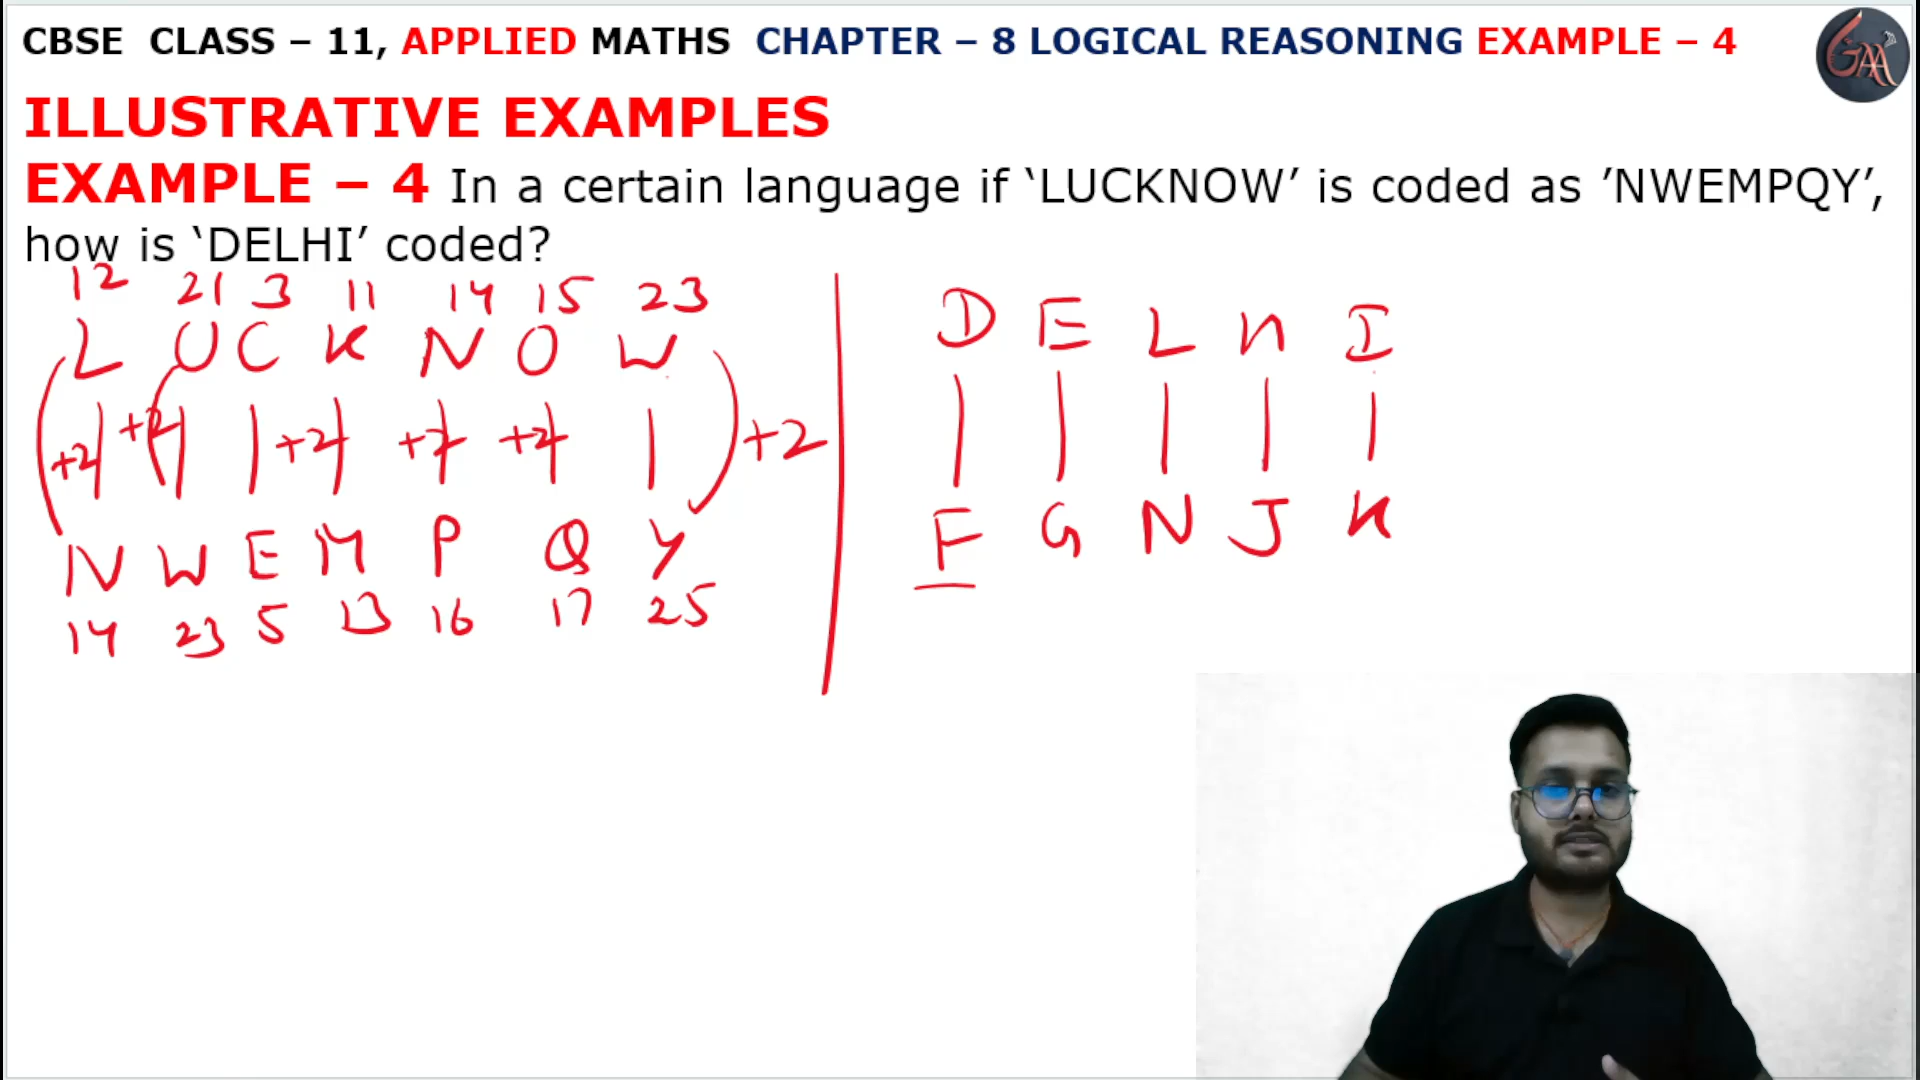 CBSE CLASS – 11, APPLIED MATHS CHAPTER – 8 LOGICAL REASONING EXAMPLE – 4
GAA
ILLUSTRATIVE EXAMPLES
EXAMPLE – 4 In a certain language if ‘LUCKNOW’ is coded as ’NWEMPQY’,
how is ‘DELHI’ coded?
12 21 3 11 14 15 23
L U C K N O W
+2 +2 +2 +2 +2 +2
N W E M P Q Y
14 23 5 13 16 17 25
D E L H I
F G N J K